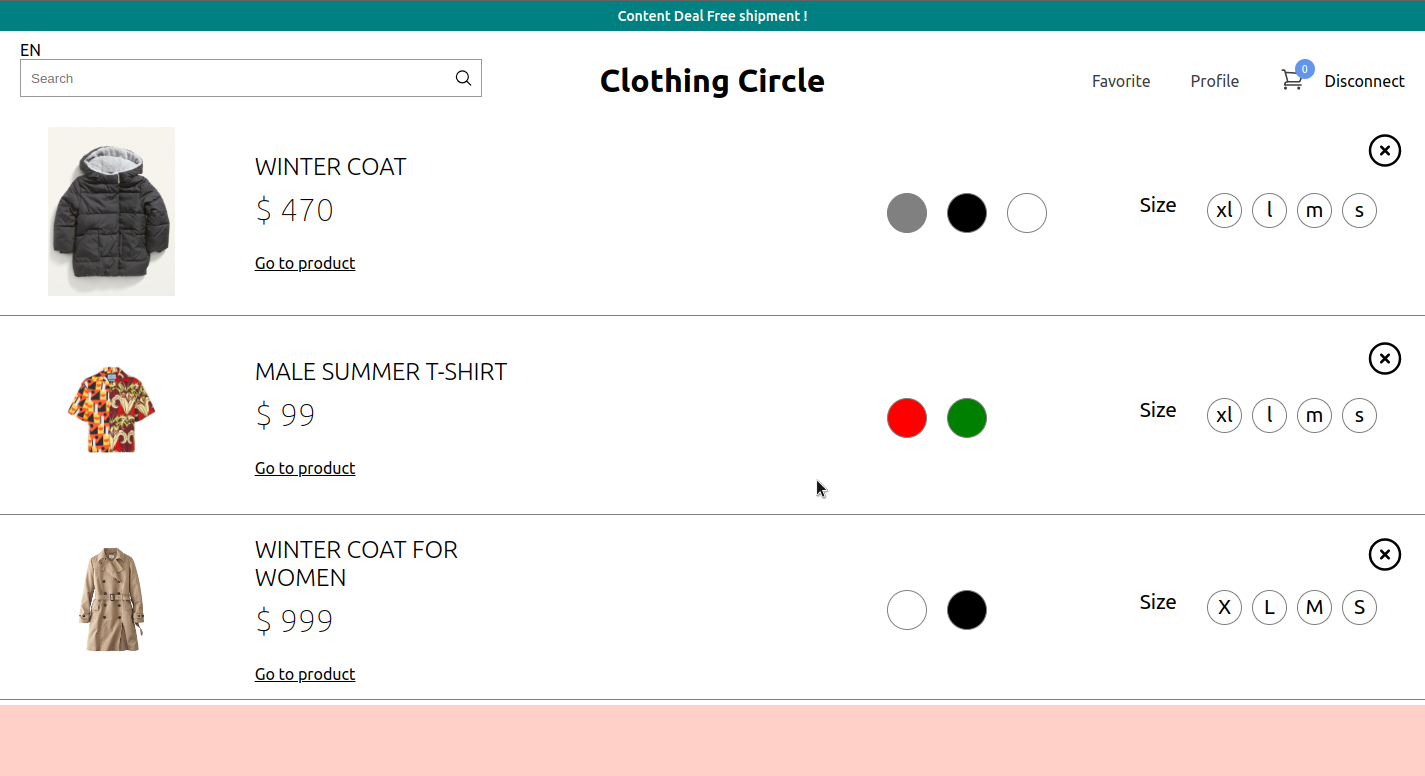 Content Deal Free shipment !
EN
Search
Clothing Circle
Favorite
Profile
0
Disconnect
WINTER COAT
$ 470
Go to product
Size
xl
l
m
s
MALE SUMMER T-SHIRT
$ 99
Go to product
Size
xl
l
m
s
WINTER COAT FOR
WOMEN
$ 999
Go to product
Size
X
L
M
S